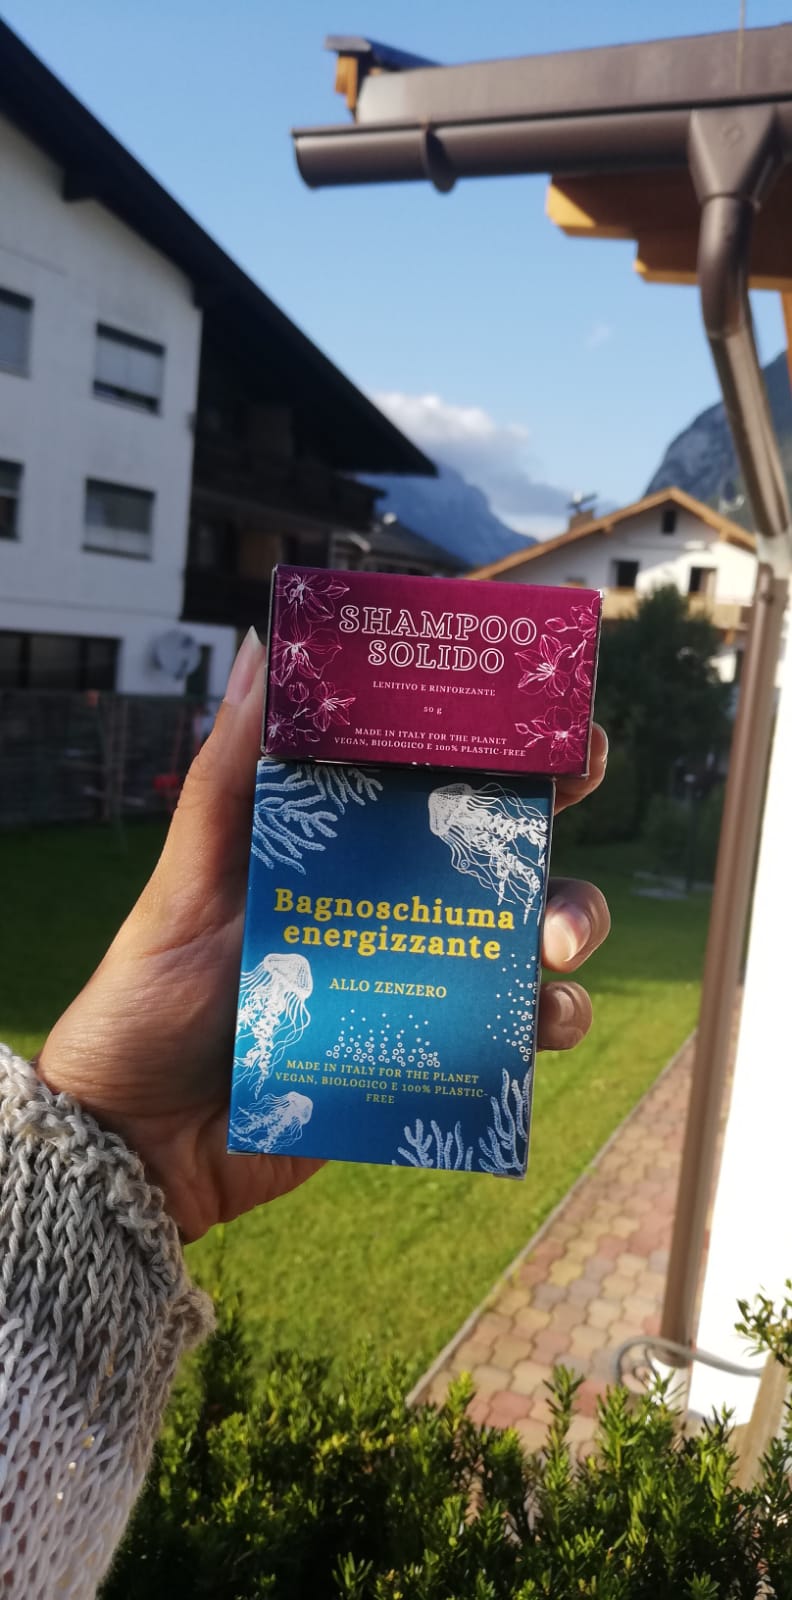 SHAMPOO
SOLIDO
LENITIVO E RINFORZANTE
50 g
MADE IN ITALY FOR THE PLANET
VEGAN, BIOLOGICO E 100% PLASTIC-FREE
Bagnoschiuma
energizzante
ALLO ZENZERO
MADE IN ITALY FOR THE PLANET
VEGAN, BIOLOGICO E 100% PLASTIC-
FREE